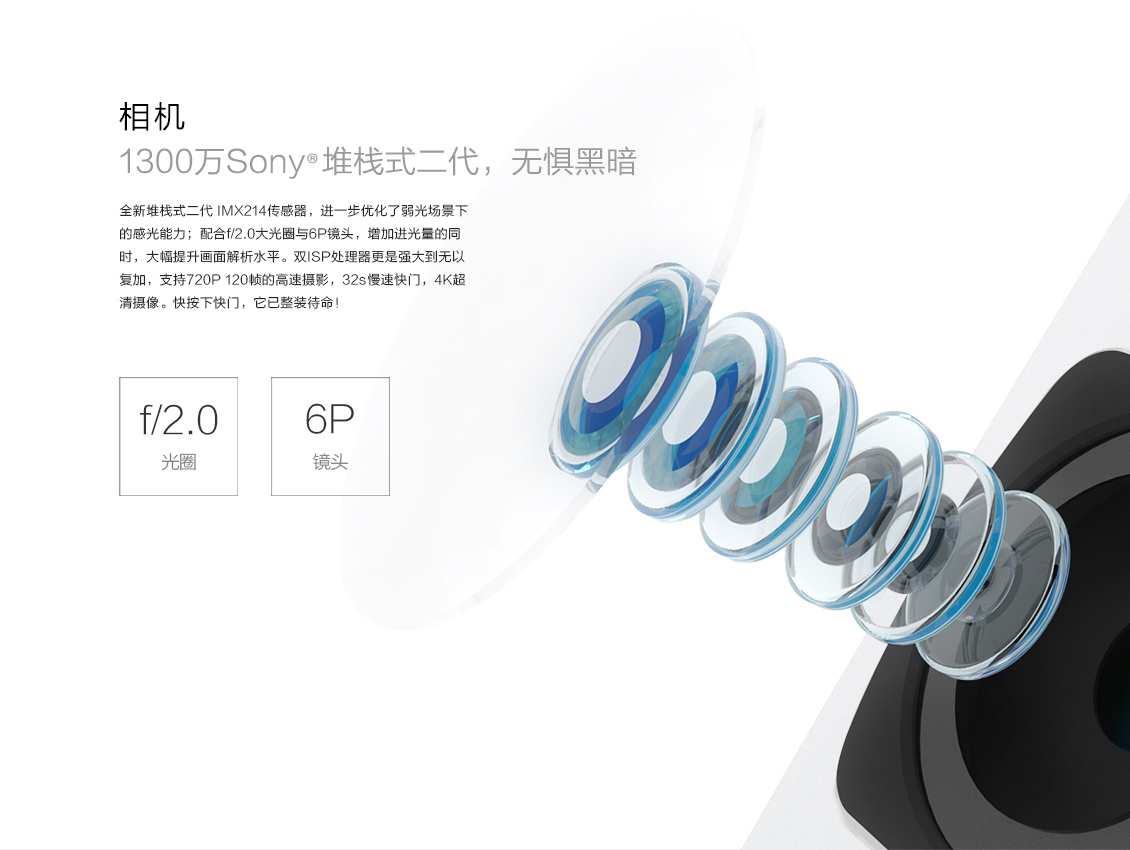 相机
1300万Sony®堆栈式二代，无惧黑暗
全新堆栈式二代 IMX214传感器，进一步优化了弱光场景下
的感光能力；配合f/2.0大光圈与6P镜头，增加进光量的同
时，大幅提升画面解析水平。双ISP处理器更是强大到无以
复加，支持720P 120帧的高速摄影，32s慢速快门，4K超
清摄像。快按下快门，它已整装待命！
f/2.0
光圈
6P
镜头